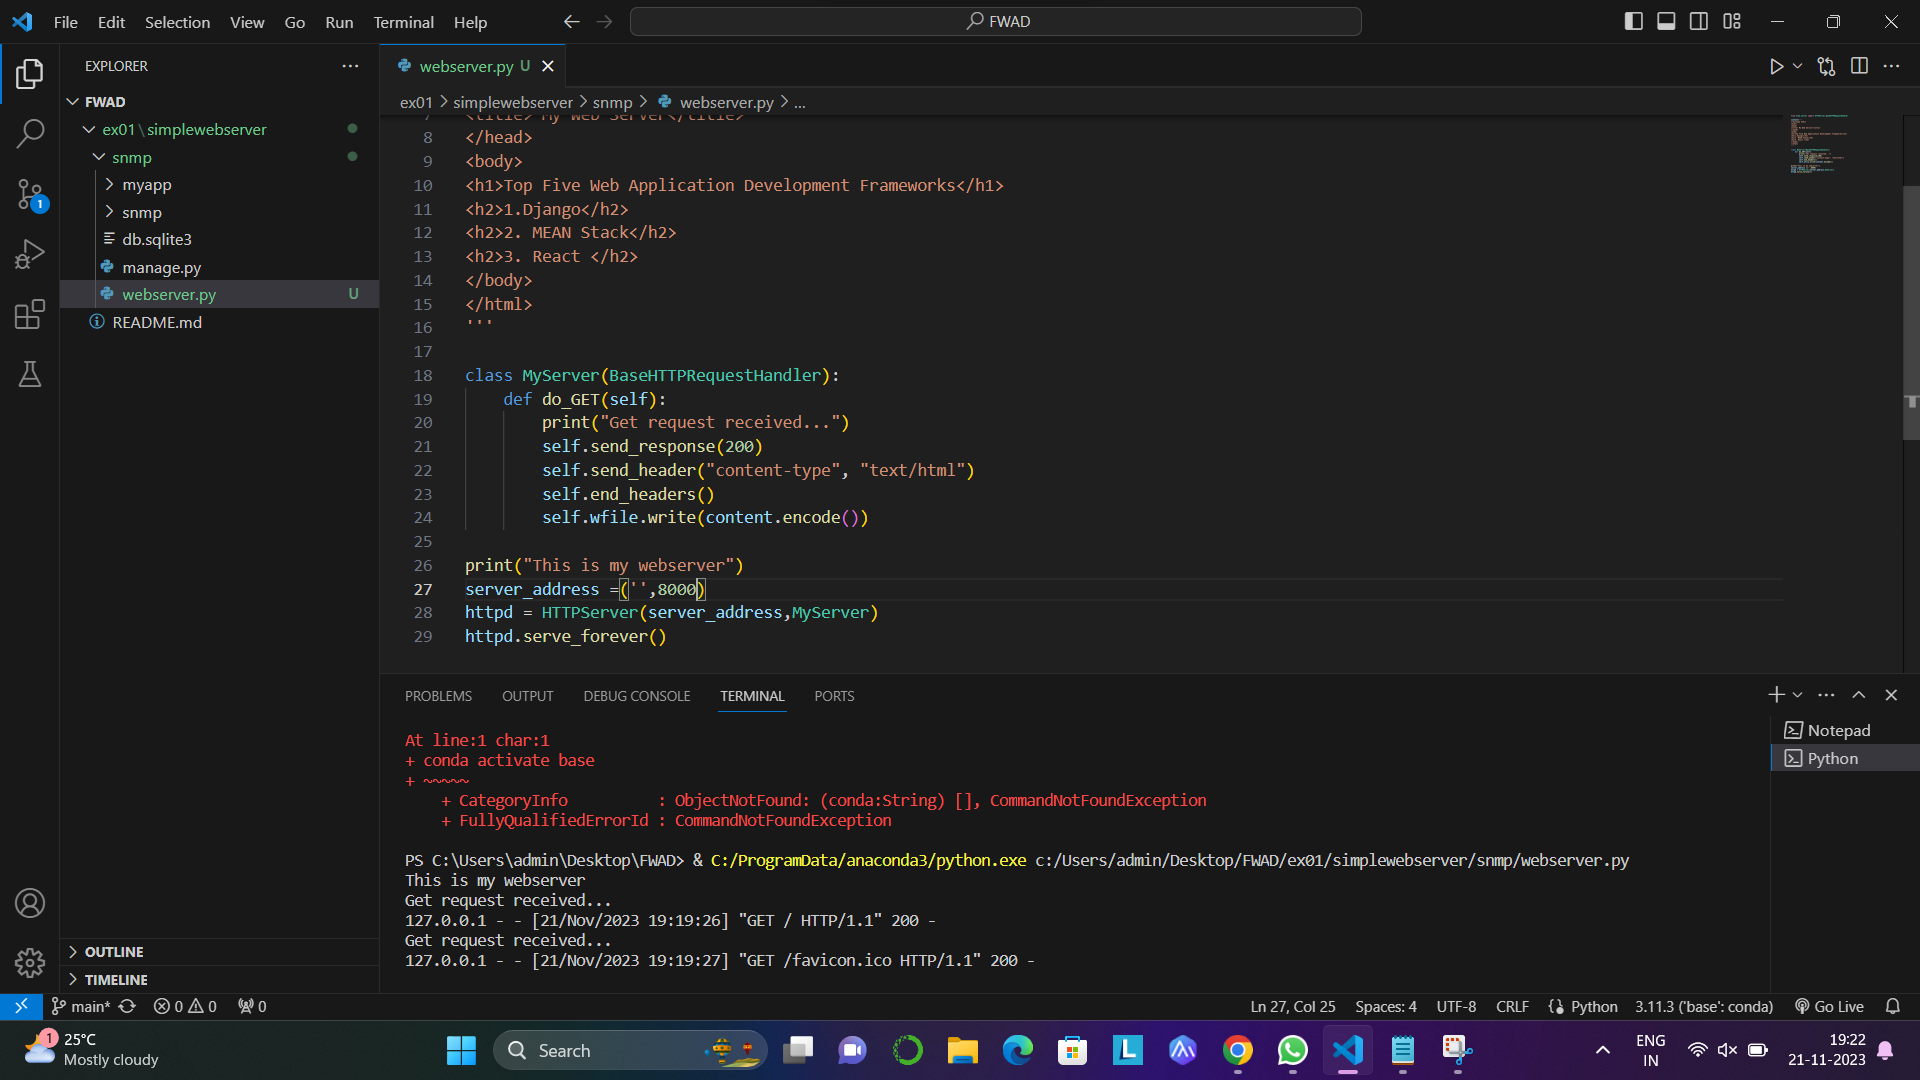 File Edit Selection View Go Run Terminal Help
FWAD
EXPLORER
webserver.py U
FWAD
ex01 > simplewebserver > snmp > webserver.py > ...
ex01\simplewebserver
snmp
myapp
snmp
db.sqlite3
manage.py
webserver.py U
README.md
OUTLINE
TIMELINE
7 <title> My Web Server</title>
8 </head>
9 <body>
10 <h1>Top Five Web Application Development Frameworks</h1>
11 <h2>1.Django</h2>
12 <h2>2. MEAN Stack</h2>
13 <h2>3. React </h2>
14 </body>
15 </html>
16 '''
17
18 class MyServer(BaseHTTPRequestHandler):
19 def do_GET(self):
20 print("Get request received...")
21 self.send_response(200)
22 self.send_header("content-type", "text/html")
23 self.end_headers()
24 self.wfile.write(content.encode())
25
26 print("This is my webserver")
27 server_address =('',8000)
28 httpd = HTTPServer(server_address,MyServer)
29 httpd.serve_forever()
PROBLEMS OUTPUT DEBUG CONSOLE TERMINAL PORTS
At line:1 char:1
+ conda activate base
+ ~~~~~
+ CategoryInfo : ObjectNotFound: (conda:String) [], CommandNotFoundException
+ FullyQualifiedErrorId : CommandNotFoundException
PS C:\Users\admin\Desktop\FWAD> & C:/ProgramData/anaconda3/python.exe c:/Users/admin/Desktop/FWAD/ex01/simplewebserver/snmp/webserver.py
This is my webserver
Get request received...
127.0.0.1 - - [21/Nov/2023 19:19:26] "GET / HTTP/1.1" 200 -
Get request received...
127.0.0.1 - - [21/Nov/2023 19:19:27] "GET /favicon.ico HTTP/1.1" 200 -
Notepad
Python
1
main* 0 0 0
Ln 27, Col 25 Spaces: 4 UTF-8 CRLF Python 3.11.3 ('base': conda) Go Live
1
25°C
Mostly cloudy
Search
L
ENG
IN
19:22
21-11-2023